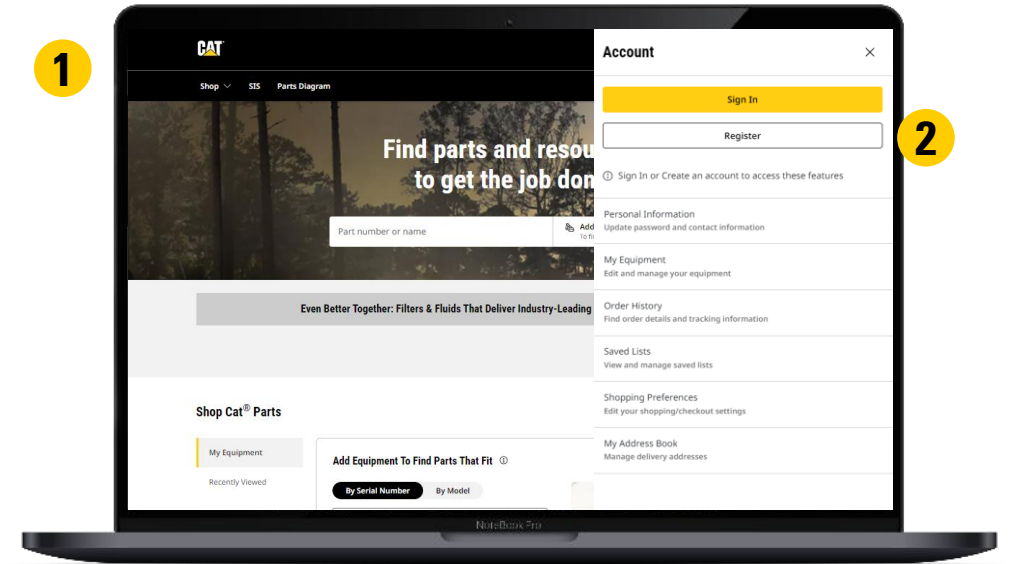 1
CAT
Shop SIS Parts Diagram
Find parts and resou
to get the job don
Part number or name
Add
To fi
Even Better Together: Filters & Fluids That Deliver Industry-Leading
Shop Cat® Parts
My Equipment
Recently Viewed
Add Equipment To Find Parts That Fit
By Serial Number By Model
Account
Sign In
Register
2
Sign In or Create an account to access these features
Personal Information
Update password and contact information
My Equipment
Edit and manage your equipment
Order History
Find order details and tracking information
Saved Lists
View and manage saved lists
Shopping Preferences
Edit your shopping/checkout settings
My Address Book
Manage delivery addresses
NoteBook Pro